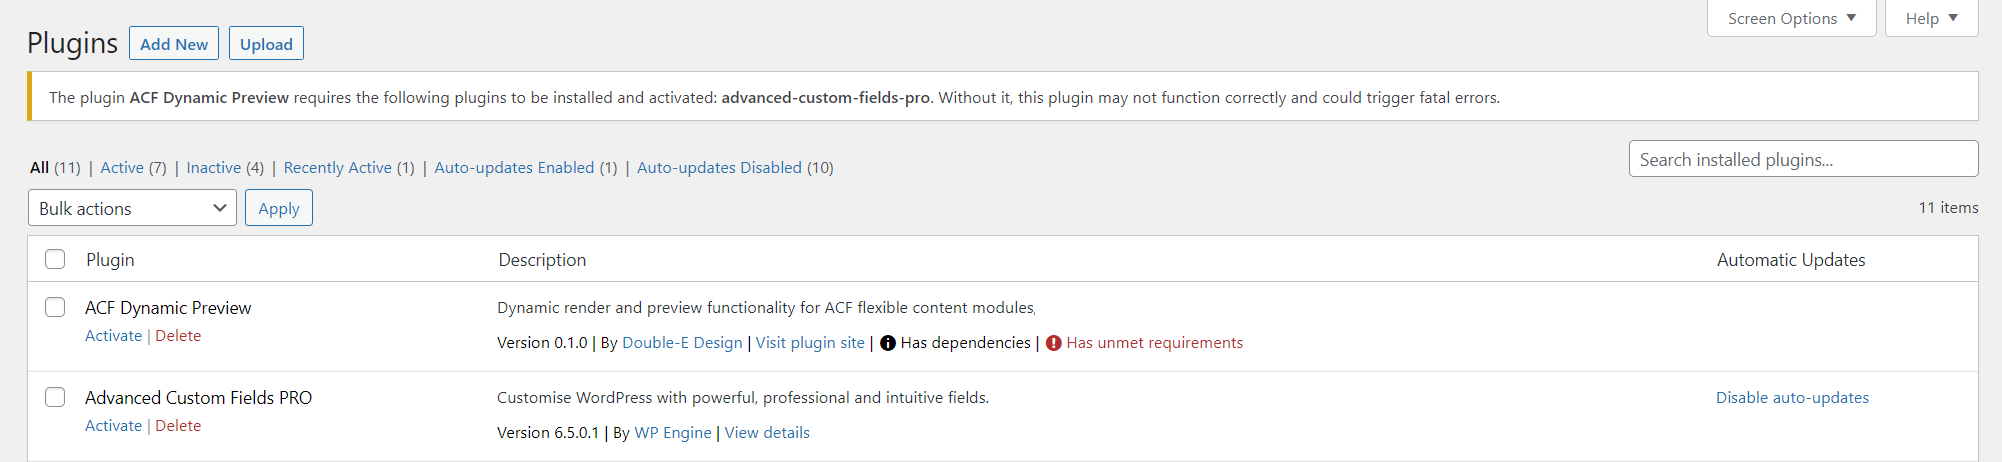 Screen Options ▼ Help ▼
Plugins Add New Upload
The plugin ACF Dynamic Preview requires the following plugins to be installed and activated: advanced-custom-fields-pro. Without it, this plugin may not function correctly and could trigger fatal errors.
All (11) | Active (7) | Inactive (4) | Recently Active (1) | Auto-updates Enabled (1) | Auto-updates Disabled (10)
Search installed plugins...
Bulk actions Apply
11 items
Plugin Description Automatic Updates
ACF Dynamic Preview Dynamic render and preview functionality for ACF flexible content modules,
Activate | Delete Version 0.1.0 | By Double-E Design | Visit plugin site | Has dependencies | Has unmet requirements
Advanced Custom Fields PRO Customise WordPress with powerful, professional and intuitive fields. Disable auto-updates
Activate | Delete Version 6.5.0.1 | By WP Engine | View details